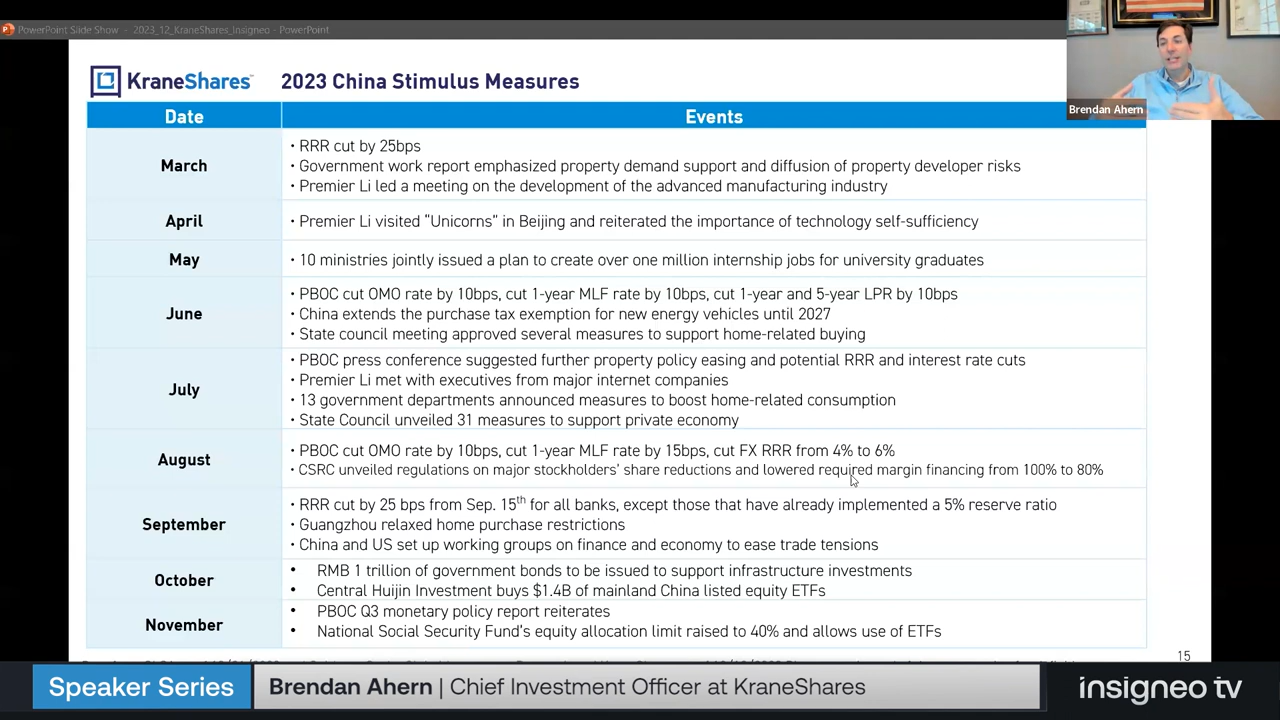 PowerPoint Slide Show - 2023_12_KraneShares_Insigneo - PowerPoint
Brendan Ahern
KraneShares
2023 China Stimulus Measures
Date Events
March
• RRR cut by 25bps
• Government work report emphasized property demand support and diffusion of property developer risks
• Premier Li led a meeting on the development of the advanced manufacturing industry
April
• Premier Li visited “Unicorns” in Beijing and reiterated the importance of technology self-sufficiency
May
• 10 ministries jointly issued a plan to create over one million internship jobs for university graduates
June
• PBOC cut OMO rate by 10bps, cut 1-year MLF rate by 10bps, cut 1-year and 5-year LPR by 10bps
• China extends the purchase tax exemption for new energy vehicles until 2027
• State council meeting approved several measures to support home-related buying
July
• PBOC press conference suggested further property policy easing and potential RRR and interest rate cuts
• Premier Li met with executives from major internet companies
• 13 government departments announced measures to boost home-related consumption
• State Council unveiled 31 measures to support private economy
August
• PBOC cut OMO rate by 10bps, cut 1-year MLF rate by 15bps, cut FX RRR from 4% to 6%
• CSRC unveiled regulations on major stockholders’ share reductions and lowered required margin financing from 100% to 80%
September
• RRR cut by 25 bps from Sep. 15th for all banks, except those that have already implemented a 5% reserve ratio
• Guangzhou relaxed home purchase restrictions
• China and US set up working groups on finance and economy to ease trade tensions
October
• RMB 1 trillion of government bonds to be issued to support infrastructure investments
• Central Huijin Investment buys $1.4B of mainland China listed equity ETFs
November
• PBOC Q3 monetary policy report reiterates
• National Social Security Fund’s equity allocation limit raised to 40% and allows use of ETFs
15
Speaker Series
Brendan Ahern | Chief Investment Officer at KraneShares
insigneo tv